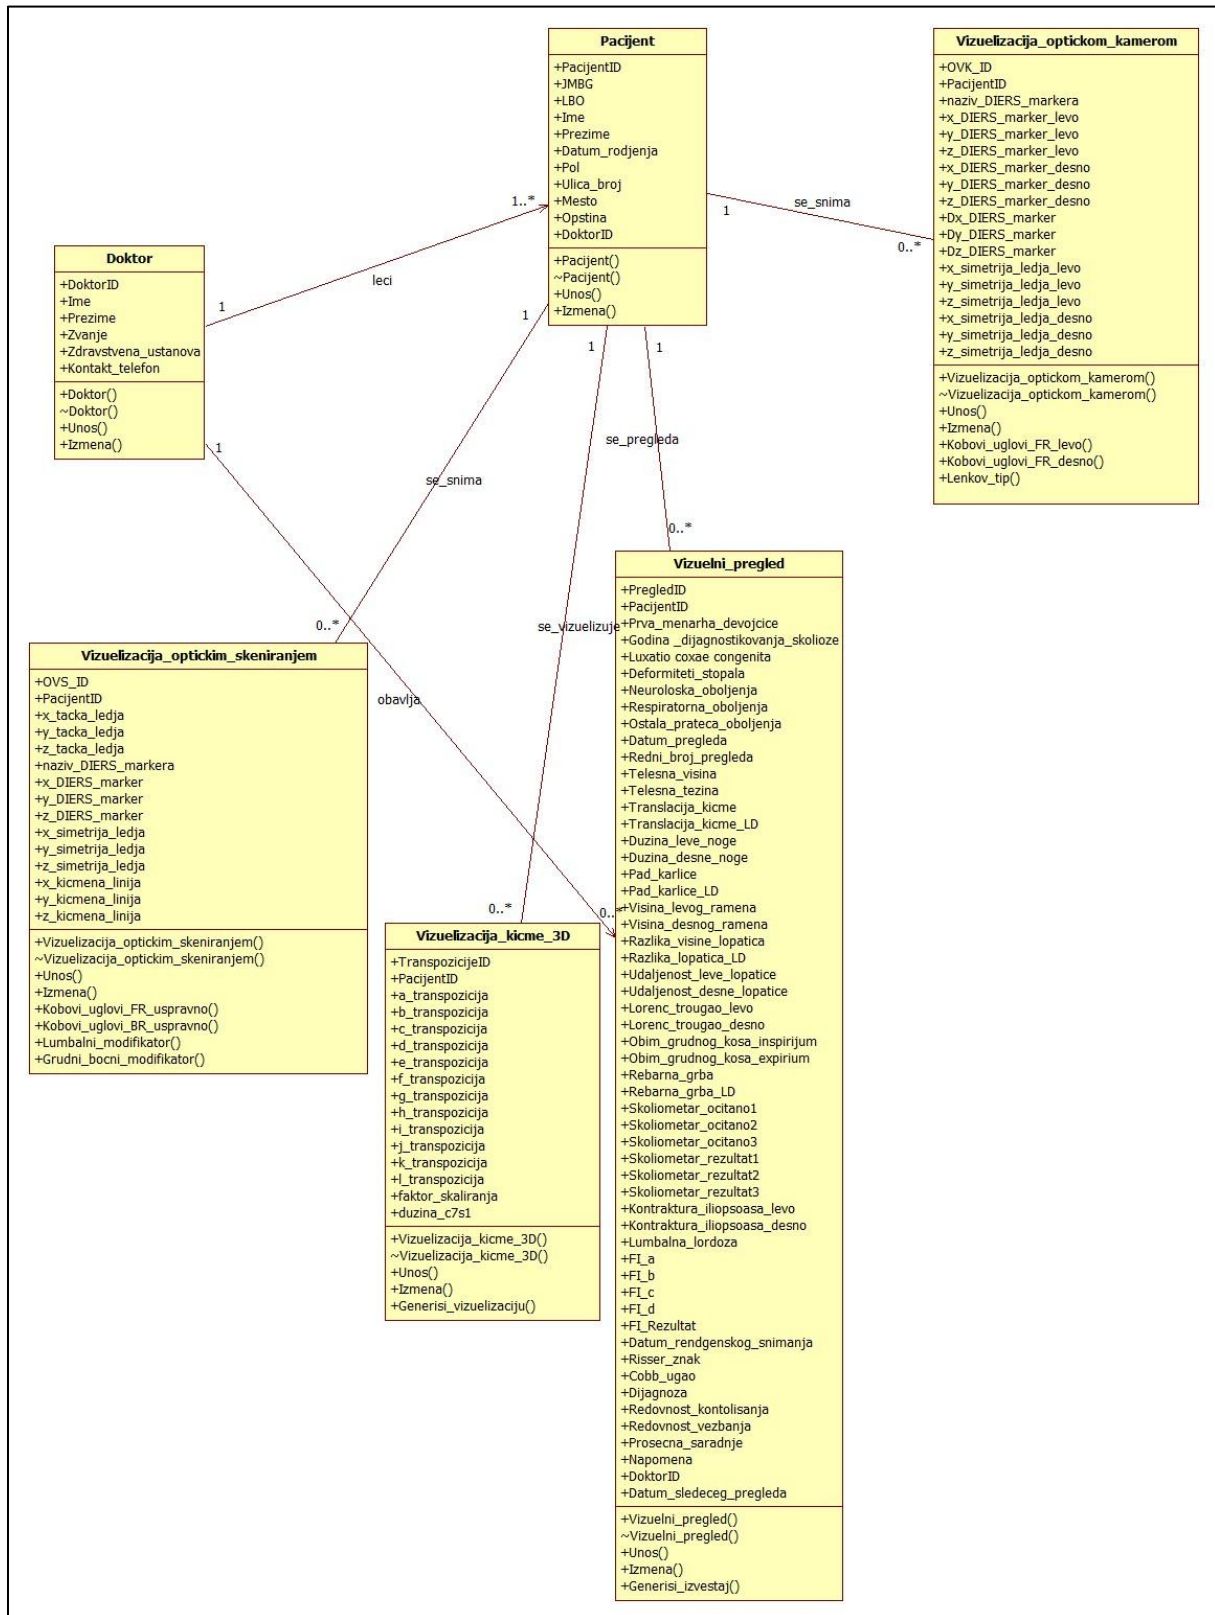 Pacijent
+PacijentID
+JMBG
+LBO
+Ime
+Prezime
+Datum_rodjenja
+Pol
+Ulica_broj
+Mesto
+Opstina
+DoktorID
+Pacijent()
~Pacijent()
+Unos()
+Izmena()
Vizuelizacija_optickom_kamerom
+OVK_ID
+PacijentID
+naziv_DIERS_markera
+x_DIERS_marker_levo
+y_DIERS_marker_levo
+z_DIERS_marker_levo
+x_DIERS_marker_desno
+y_DIERS_marker_desno
+z_DIERS_marker_desno
+Dx_DIERS_marker
+Dy_DIERS_marker
+Dz_DIERS_marker
+x_simetrija_ledja_levo
+y_simetrija_ledja_levo
+z_simetrija_ledja_levo
+x_simetrija_ledja_desno
+y_simetrija_ledja_desno
+z_simetrija_ledja_desno
+Vizuelizacija_optickom_kamerom()
~Vizuelizacija_optickom_kamerom()
+Unos()
+Izmena()
+Kobovi_uglovi_FR_levo()
+Kobovi_uglovi_FR_desno()
+Lenkov_tip()
1
se_snima
0..*
1..*
leci
1
Doktor
+DoktorID
+Ime
+Prezime
+Zvanje
+Zdravstvena_ustanova
+Kontakt_telefon
+Doktor()
~Doktor()
+Unos()
+Izmena()
1
1
1
1
se_pregleda
se_snima
0..*
0..*
se_vizuelizuje
obavlja
0..*
0..*
Vizuelizacija_optickim_skeniranjem
+OVS_ID
+PacijentID
+x_tacka_ledja
+y_tacka_ledja
+z_tacka_ledja
+naziv_DIERS_markera
+x_DIERS_marker
+y_DIERS_marker
+z_DIERS_marker
+x_simetrija_ledja
+y_simetrija_ledja
+z_simetrija_ledja
+x_kicmena_linija
+y_kicmena_linija
+z_kicmena_linija
+Vizuelizacija_optickim_skeniranjem()
~Vizuelizacija_optickim_skeniranjem()
+Unos()
+Izmena()
+Kobovi_uglovi_FR_uspravno()
+Kobovi_uglovi_BR_uspravno()
+Lumbalni_modifikator()
+Grudni_bocni_modifikator()
Vizuelizacija_kicme_3D
+TranspozicijeID
+PacijentID
+a_transpozicija
+b_transpozicija
+c_transpozicija
+d_transpozicija
+e_transpozicija
+f_transpozicija
+g_transpozicija
+h_transpozicija
+i_transpozicija
+j_transpozicija
+k_transpozicija
+l_transpozicija
+faktor_skaliranja
+duzina_c7s1
+Vizuelizacija_kicme_3D()
~Vizuelizacija_kicme_3D()
+Unos()
+Izmena()
+Generisi_vizuelizaciju()
Vizuelni_pregled
+PregledID
+PacijentID
+Prva_menarha_devojcice
+Godina _dijagnostikovanja_skolioze
+Luxatio coxae congenita
+Deformiteti_stopala
+Neuroloska_oboljenja
+Respiratorna_oboljenja
+Ostala_prateca_oboljenja
+Datum_pregleda
+Redni_broj_pregleda
+Telesna_visina
+Telesna_tezina
+Translacija_kicme
+Translacija_kicme_LD
+Duzina_leve_noge
+Duzina_desne_noge
+Pad_karlice
+Pad_karlice_LD
+Visina_levog_ramena
+Visina_desnog_ramena
+Razlika_visine_lopatica
+Razlika_lopatica_LD
+Udaljenost_leve_lopatice
+Udaljenost_desne_lopatice
+Lorenc_trougao_levo
+Lorenc_trougao_desno
+Obim_grudnog_kosa_inspirijum
+Obim_grudnog_kosa_expirium
+Rebarna_grba
+Rebarna_grba_LD
+Skoliometar_ocitano1
+Skoliometar_ocitano2
+Skoliometar_ocitano3
+Skoliometar_rezultat1
+Skoliometar_rezultat2
+Skoliometar_rezultat3
+Kontraktura_iliopsoasa_levo
+Kontraktura_iliopsoasa_desno
+Lumbalna_lordoza
+FI_a
+FI_b
+FI_c
+FI_d
+FI_Rezultat
+Datum_rendgenskog_snimanja
+Risser_znak
+Cobb_ugao
+Dijagnoza
+Redovnost_kontolisanja
+Redovnost_vezbanja
+Prosecna_saradnje
+Napomena
+DoktorID
+Datum_sledeceg_pregleda
+Vizuelni_pregled()
~Vizuelni_pregled()
+Unos()
+Izmena()
+Generisi_izvestaj()